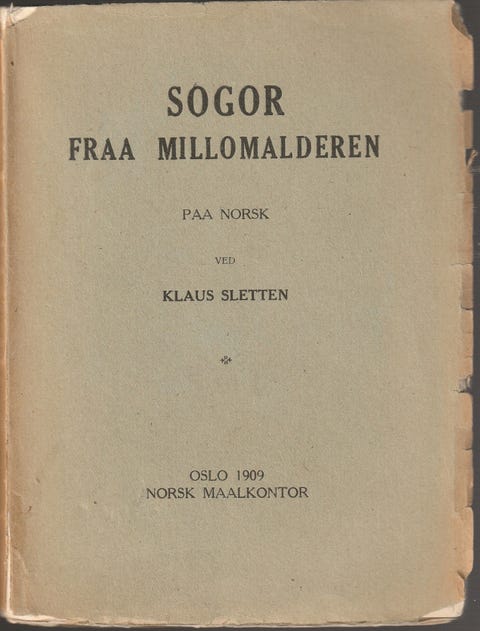 SOGOR
FRAA MILLOMALDEREN
PAA NORSK
VED
KLAUS SLETTEN
OSLO 1909
NORSK MAALKONTOR